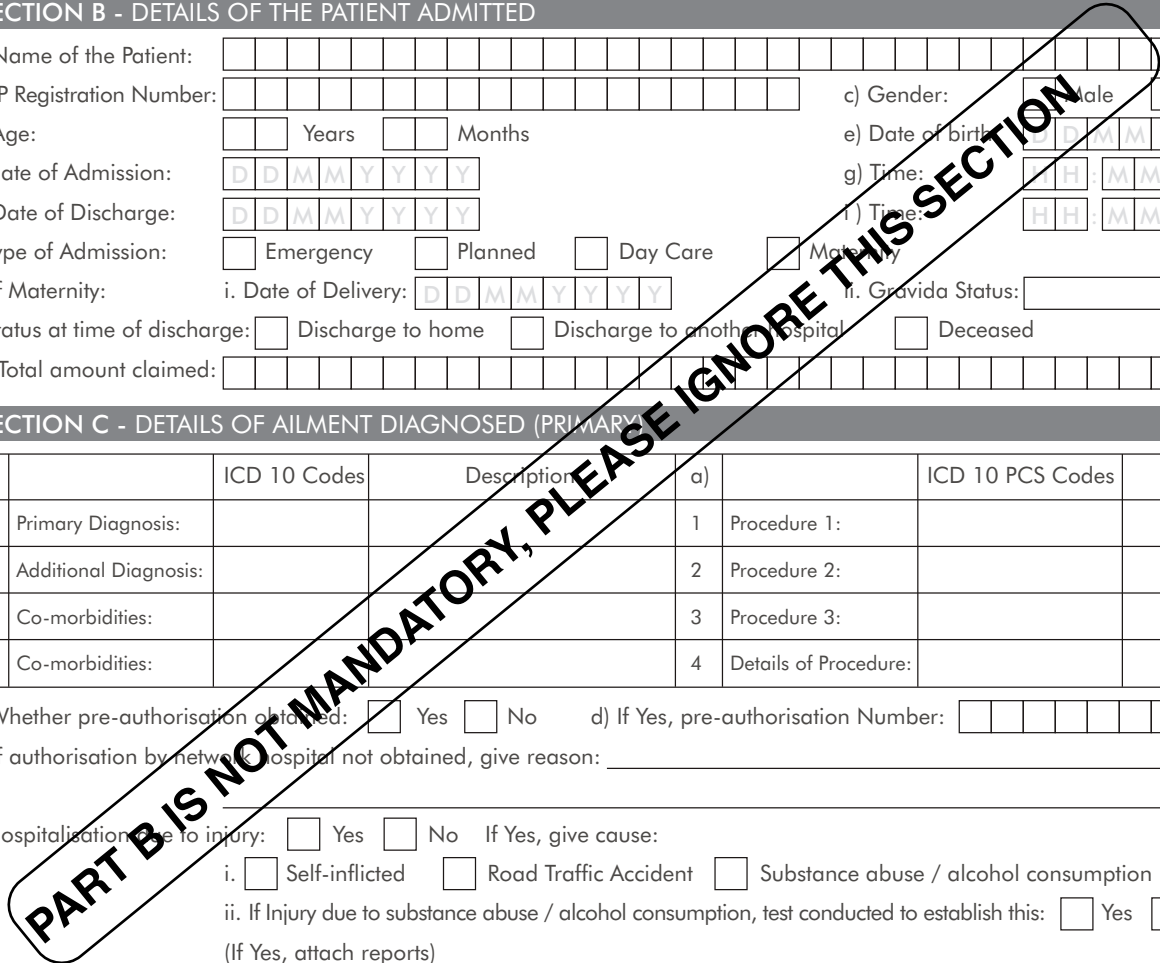 ECTION B - DETAILS OF THE PATIENT ADMITTED
Name of the Patient:
P Registration Number: c) Gender: Male
Age: Years Months e) Date of birth D D M M
ate of Admission: D D M M Y Y Y Y g) Time: H H : M M
Date of Discharge: D D M M Y Y Y Y i ) Time: H H : M M
ype of Admission: Emergency Planned Day Care Maternity
f Maternity: i. Date of Delivery: D D M M Y Y Y Y ii. Gravida Status:
tatus at time of discharge: Discharge to home Discharge to another hospital Deceased
Total amount claimed:
ECTION C - DETAILS OF AILMENT DIAGNOSED (PRIMARY)
ICD 10 Codes Description a) ICD 10 PCS Codes
Primary Diagnosis: 1 Procedure 1:
Additional Diagnosis: 2 Procedure 2:
Co-morbidities: 3 Procedure 3:
Co-morbidities: 4 Details of Procedure:
Whether pre-authorisation obtained: Yes No d) If Yes, pre-authorisation Number:
f authorisation by network hospital not obtained, give reason:
ospitalisation due to injury: Yes No If Yes, give cause:
i. Self-inflicted Road Traffic Accident Substance abuse / alcohol consumption
ii. If Injury due to substance abuse / alcohol consumption, test conducted to establish this: Yes
(If Yes, attach reports)
PART B IS NOT MANDATORY, PLEASE IGNORE THIS SECTION